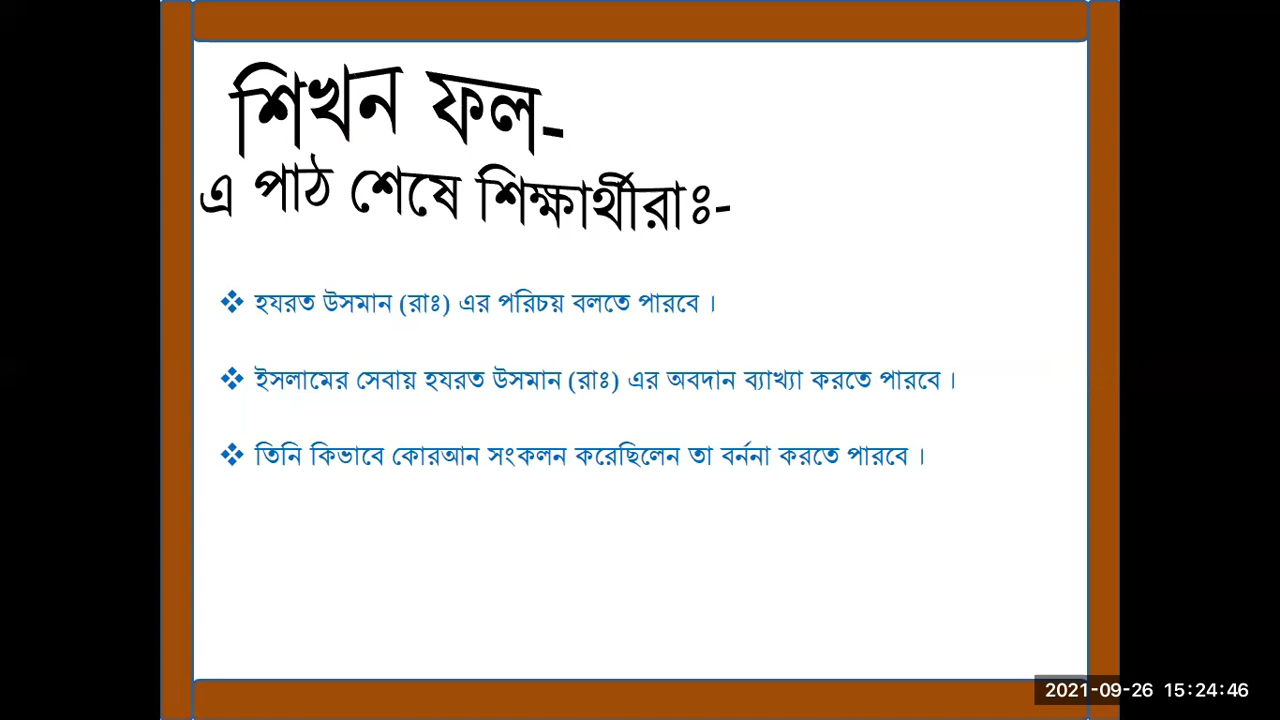 শিখন ফল-
এ পাঠ শেষে শিক্ষার্থীরাঃ-
❖ হযরত উসমান (রাঃ) এর পরিচয় বলতে পারবে ।
❖ ইসলামের সেবায় হযরত উসমান (রাঃ) এর অবদান ব্যাখ্যা করতে পারবে ।
❖ তিনি কিভাবে কোরআন সংকলন করেছিলেন তা বর্ননা করতে পারবে ।
2021-09-26 15:24:46